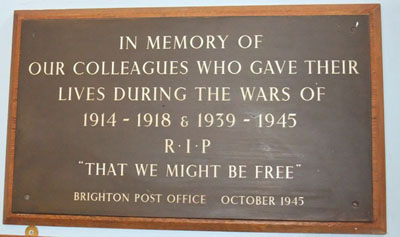 IN MEMORY OF
OUR COLLEAGUES WHO GAVE THEIR
LIVES DURING THE WARS OF
1914 - 1918 & 1939 - 1945
R·I·P
"THAT WE MIGHT BE FREE"
BRIGHTON POST OFFICE OCTOBER 1945